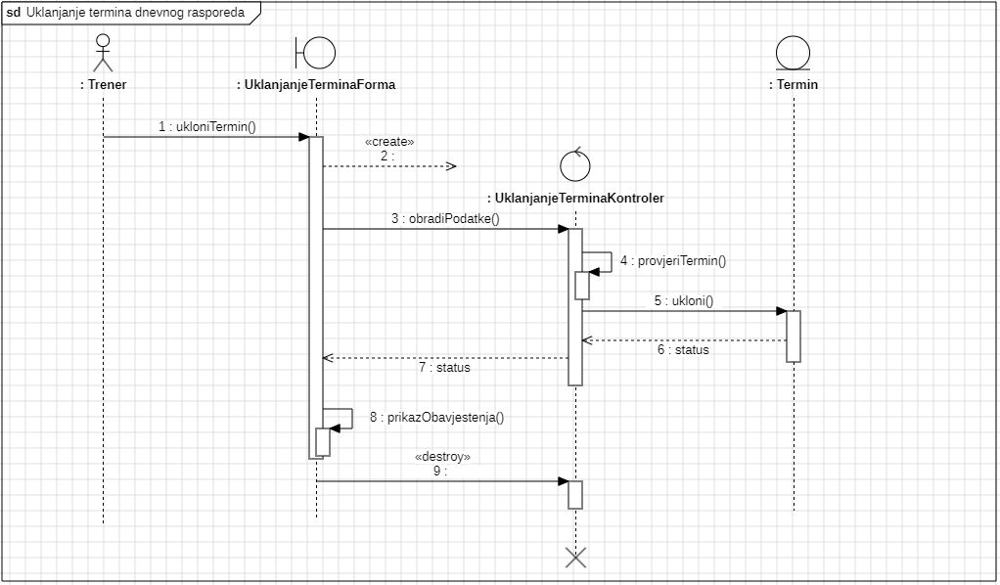 sd Uklanjanje termina dnevnog rasporeda
: Trener
: UklanjanjeTerminaForma
: Termin
1 : ukloniTermin()
«create»
2 :
: UklanjanjeTerminaKontroler
3 : obradiPodatke()
4 : provjeriTermin()
5 : ukloni()
6 : status
7 : status
8 : prikazObavjestenja()
«destroy»
9 :